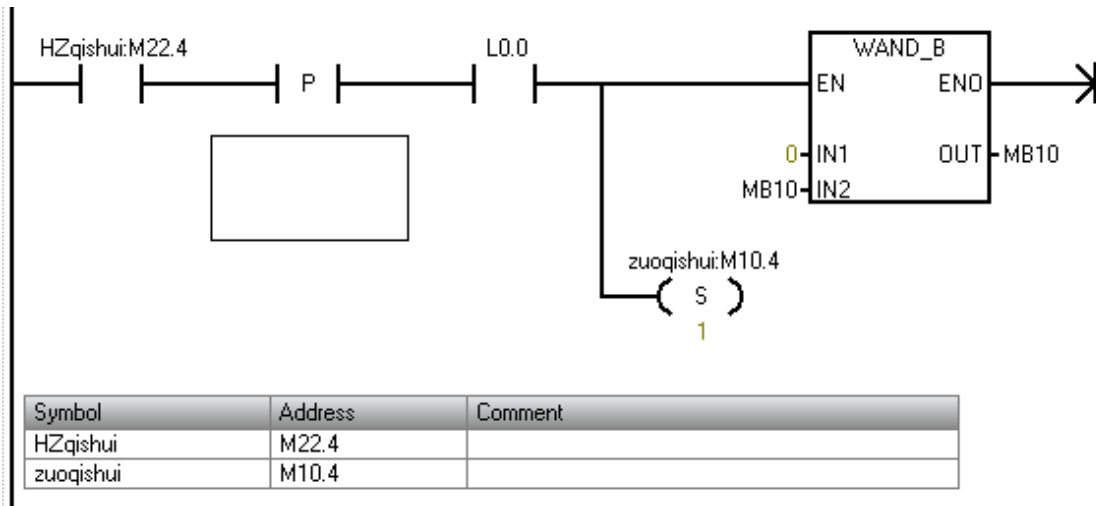 HZqishui:M22.4 L0.0 WAND_B
P EN ENO
0 IN1 OUT MB10
MB10 IN2
zuoqishui:M10.4
S
1
Symbol Address Comment
HZqishui M22.4
zuoqishui M10.4